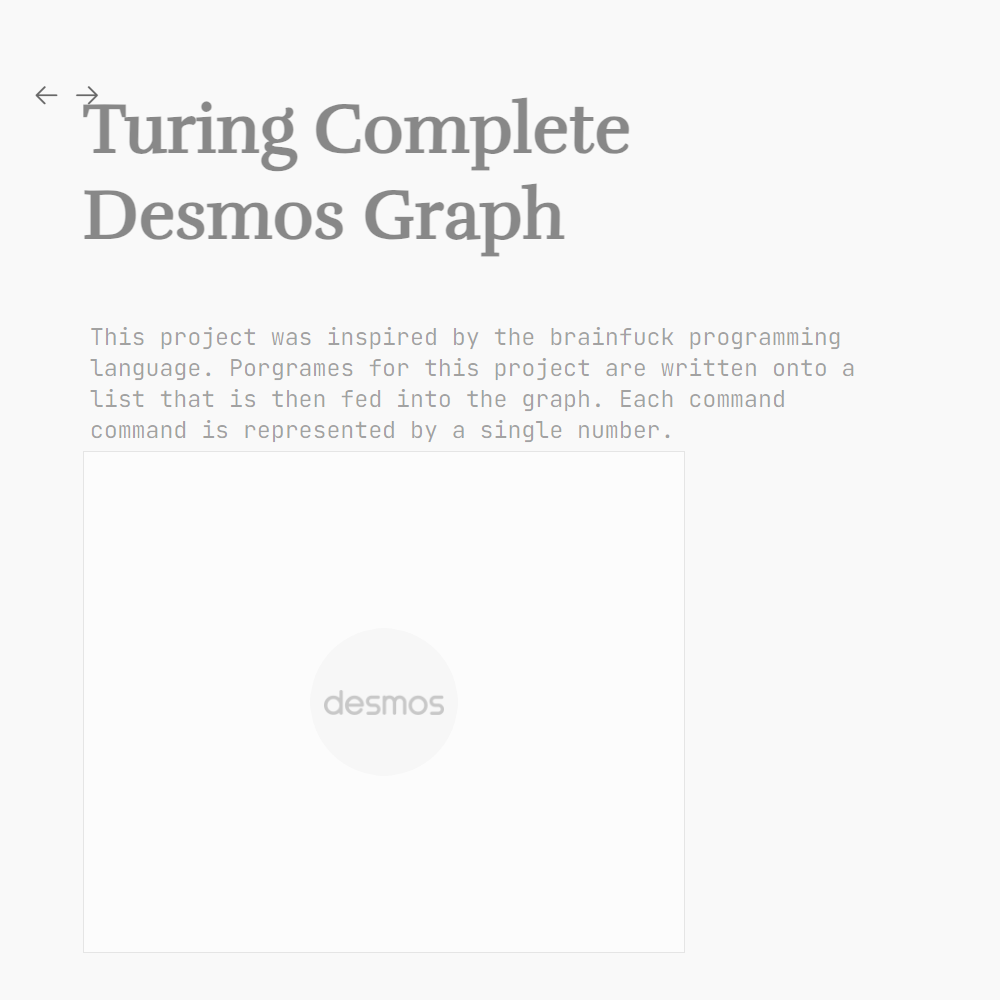 Turing Complete
Desmos Graph
This project was inspired by the brainfuck programming
language. Porgrames for this project are written onto a
list that is then fed into the graph. Each command
command is represented by a single number.
desmos